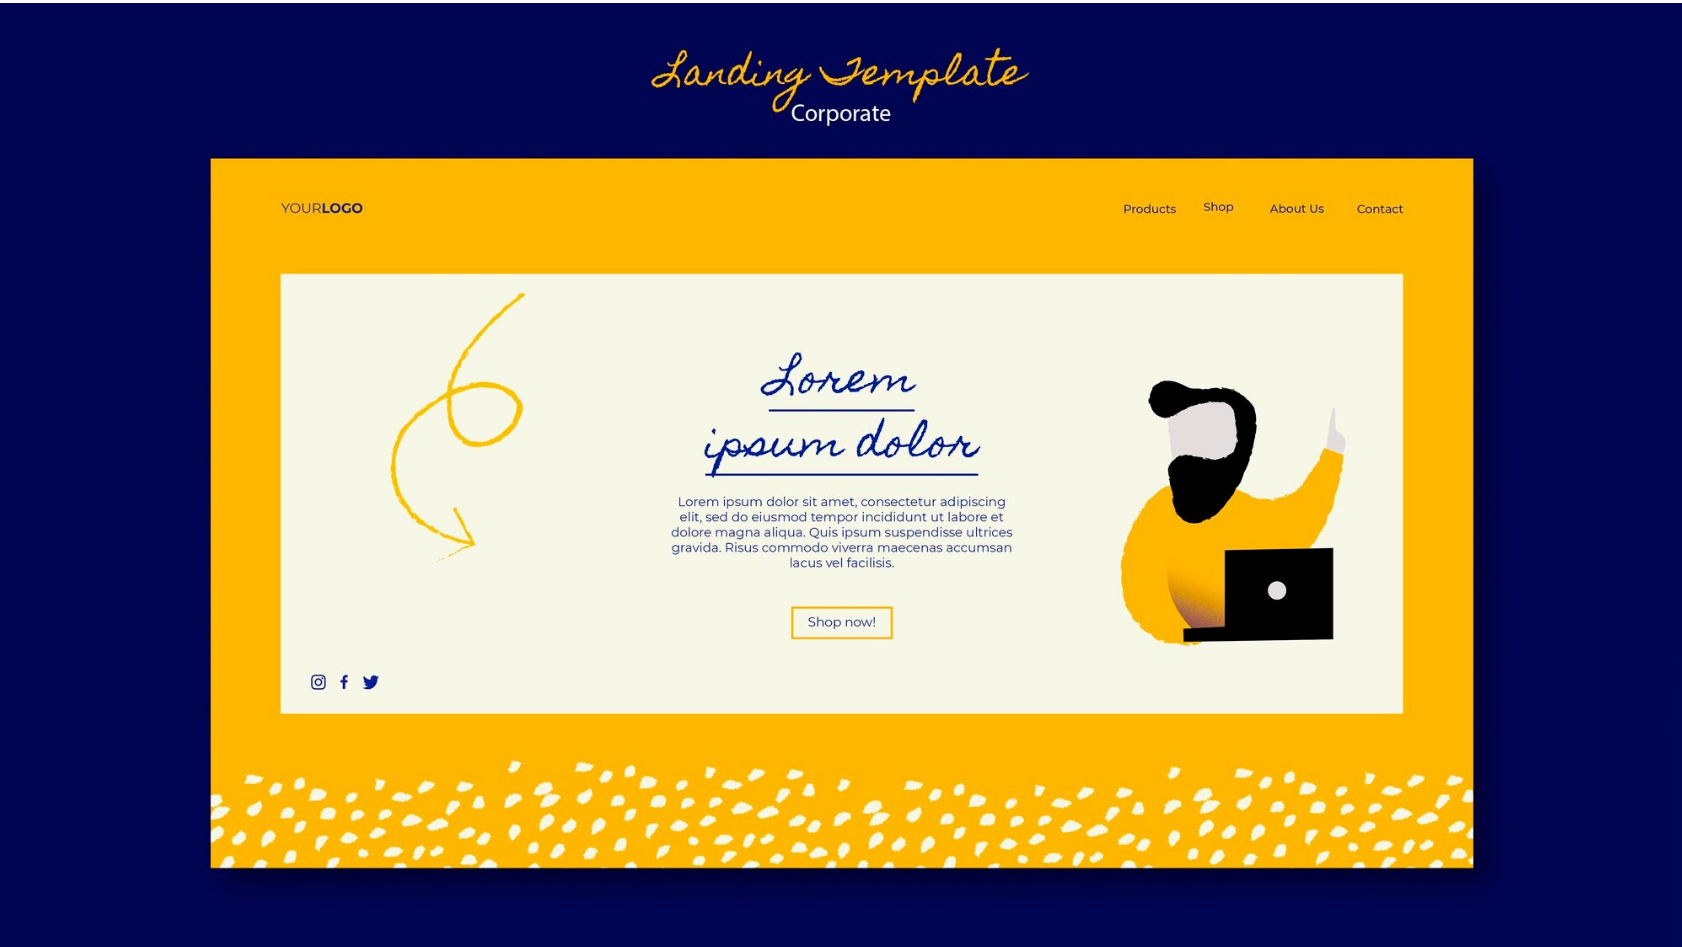 Landing Template
Corporate
YOURLOGO
Products Shop About Us Contact
Lorem
ipsum dolor
Lorem ipsum dolor sit amet, consectetur adipiscing
elit, sed do eiusmod tempor incididunt ut labore et
dolore magna aliqua. Quis ipsum suspendisse ultrices
gravida. Risus commodo viverra maecenas accumsan
lacus vel facilisis.
Shop now!